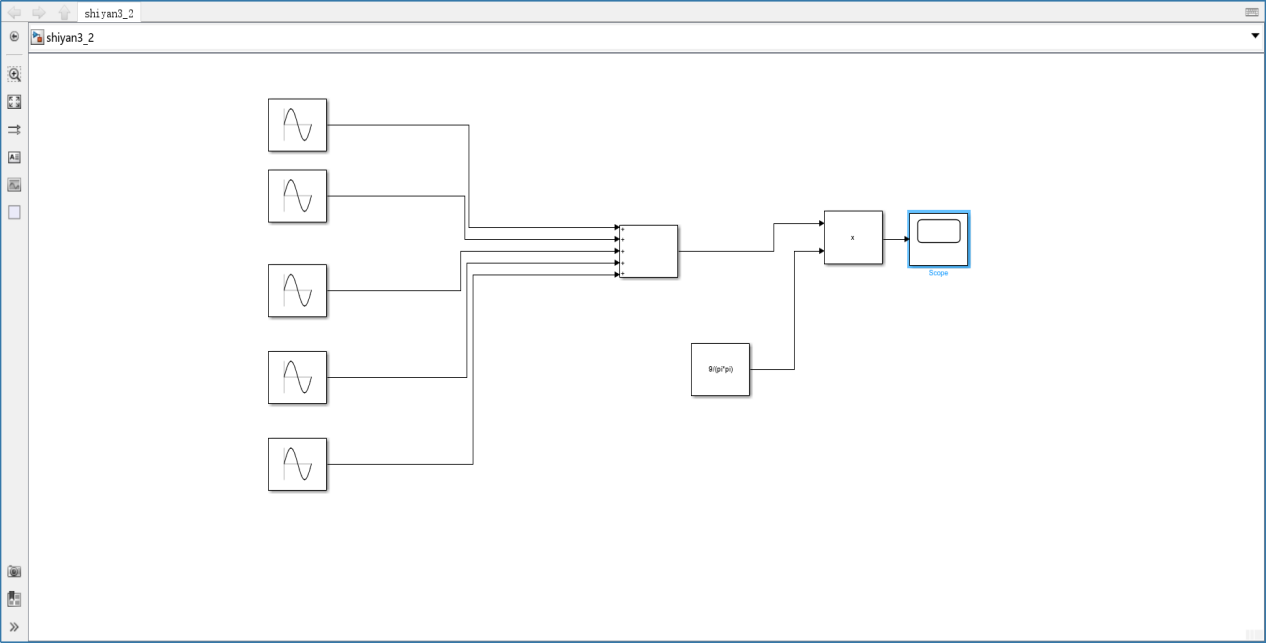 shiyan3_2
shiyan3_2
+
+
+
+
+
x
9/(pi*pi)
Scope